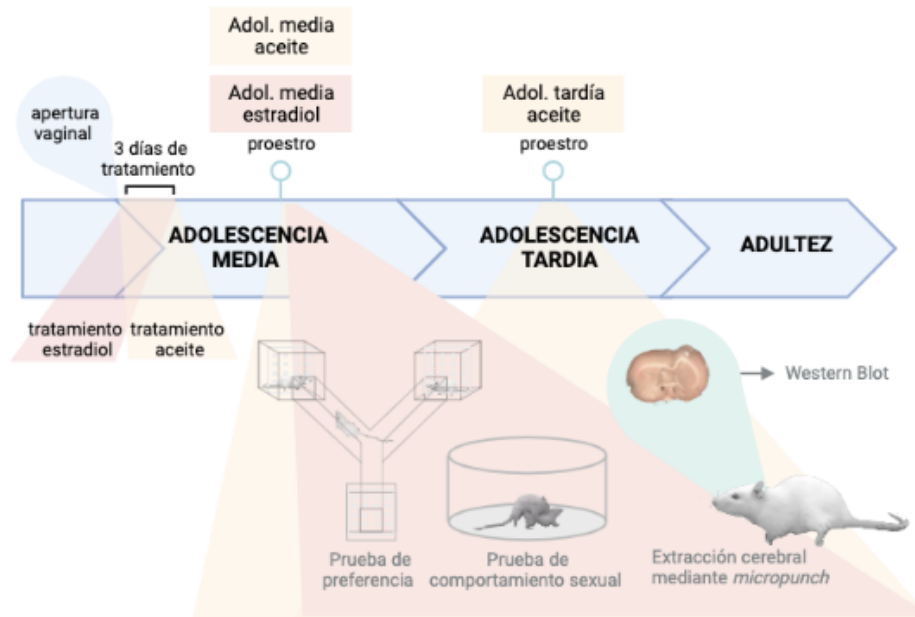 Adol. media
aceite
Adol. media
estradiol
proestro
Adol. tardía
aceite
proestro
apertura
vaginal
3 días de
tratamiento
ADOLESCENCIA
MEDIA
ADOLESCENCIA
TARDIA
ADULTEZ
tratamiento
estradiol
tratamiento
aceite
Western Blot
Prueba de
preferencia
Prueba de
comportamiento sexual
Extracción cerebral
mediante micropunch